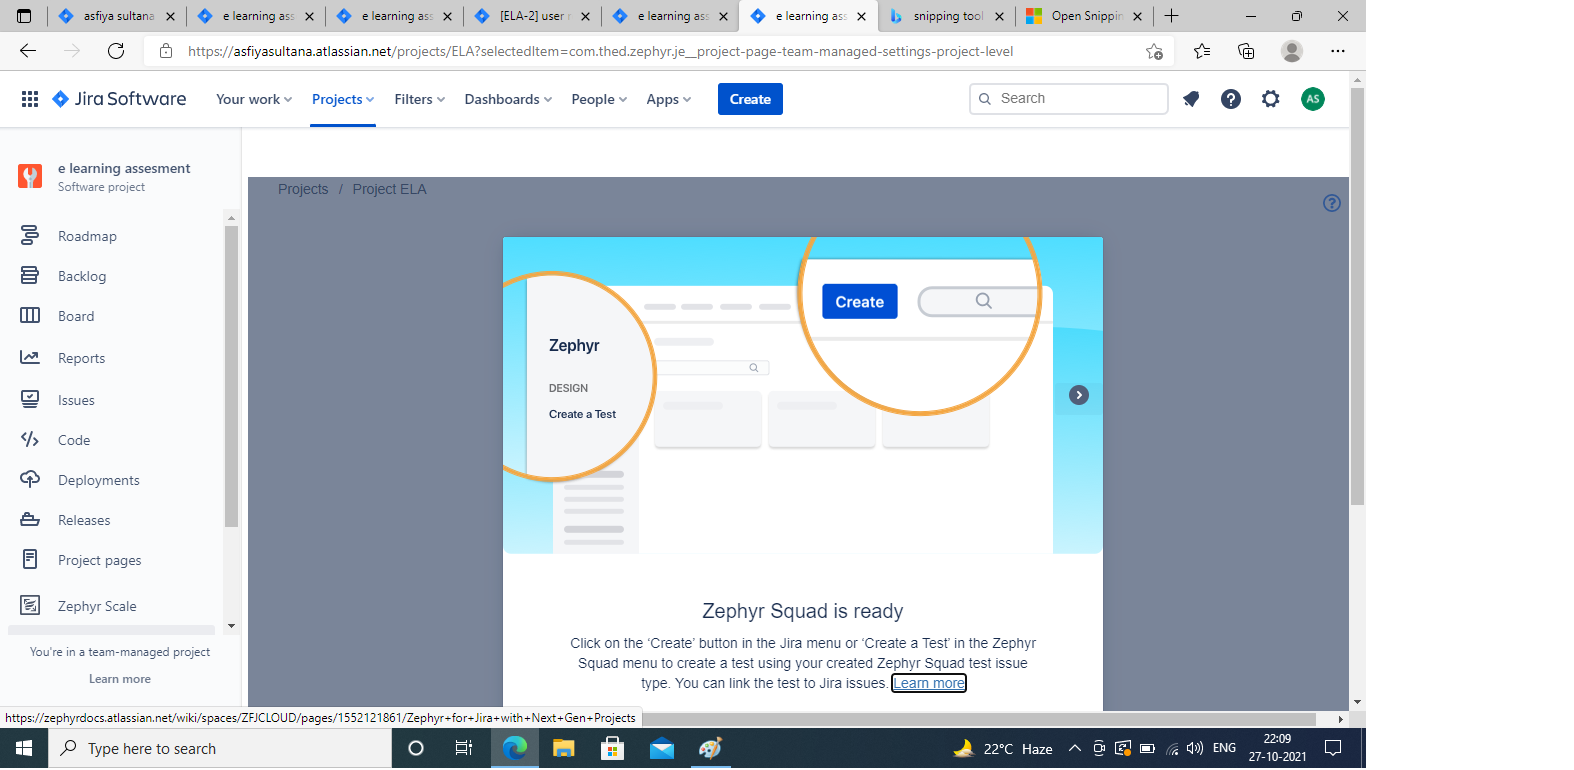 asfiya sultana
e learning ass
e learning ass
[ELA-2] user r
e learning ass
e learning ass
snipping tool
Open Snippin
https://asfiyasultana.atlassian.net/projects/ELA?selectedItem=com.thed.zephyr.je__project-page-team-managed-settings-project-level
Jira Software
Your work
Projects
Filters
Dashboards
People
Apps
Create
Search
AS
e learning assesment
Software project
Roadmap
Backlog
Board
Reports
Issues
Code
Deployments
Releases
Project pages
Zephyr Scale
You're in a team-managed project
Learn more
Projects / Project ELA
Zephyr
DESIGN
Create a Test
Create
Zephyr Squad is ready
Click on the ‘Create’ button in the Jira menu or ‘Create a Test’ in the Zephyr
Squad menu to create a test using your created Zephyr Squad test issue
type. You can link the test to Jira issues. Learn more
https://zephyrdocs.atlassian.net/wiki/spaces/ZFJCLOUD/pages/1552121861/Zephyr+for+Jira+with+Next+Gen+Projects
Type here to search
22°C Haze
ENG
22:09
27-10-2021